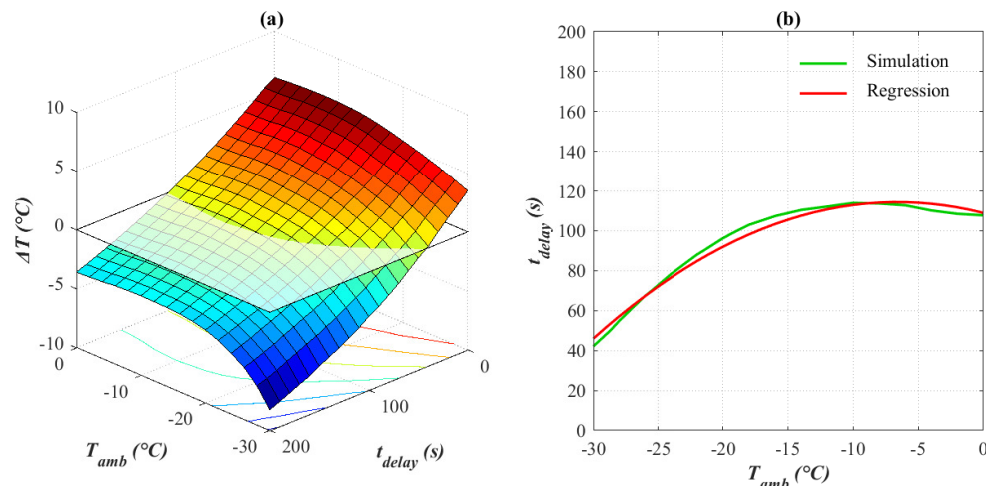 (a)
10
5
0
-5
-10
ΔT (°C)
0
-10
-20
-30
T_amb (°C)
0
100
200
t_delay (s)
(b)
200
180
160
140
120
100
80
60
40
20
0
t_delay (s)
Simulation
Regression
-30 -25 -20 -15 -10 -5 0
T_amb (°C)